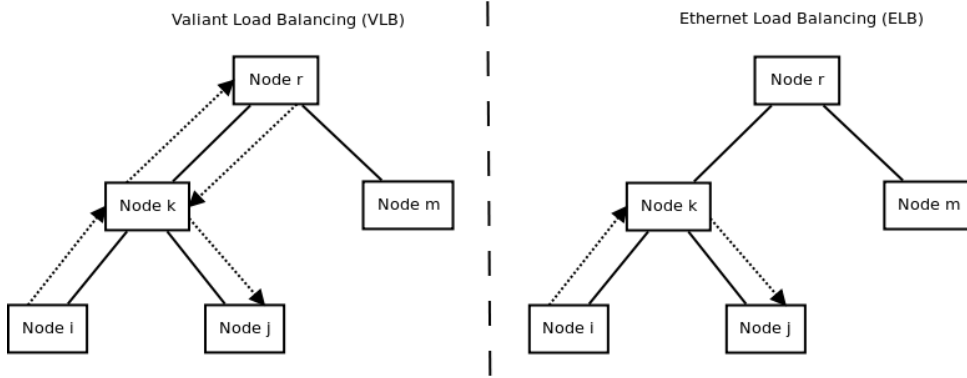 Valiant Load Balancing (VLB)
Node r
Node k
Node m
Node i
Node j
Ethernet Load Balancing (ELB)
Node r
Node k
Node m
Node i
Node j